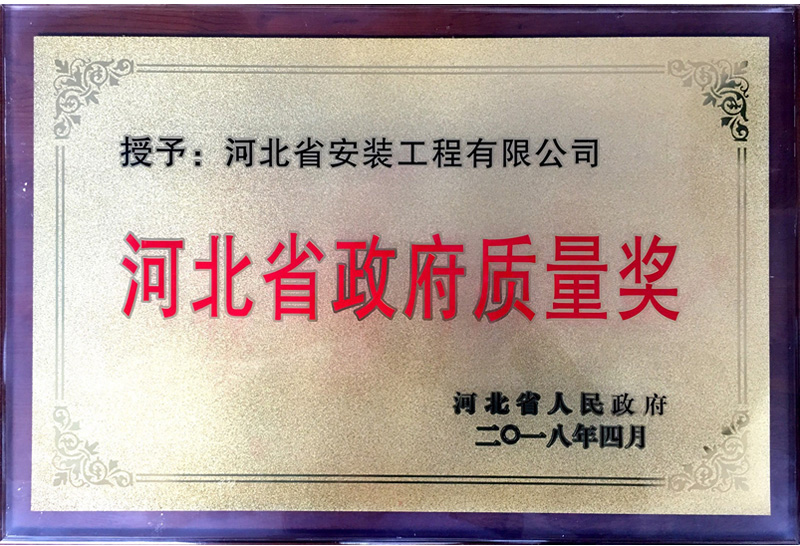 授予：河北省安装工程有限公司
河北省政府质量奖
河北省人民政府
二〇一八年四月